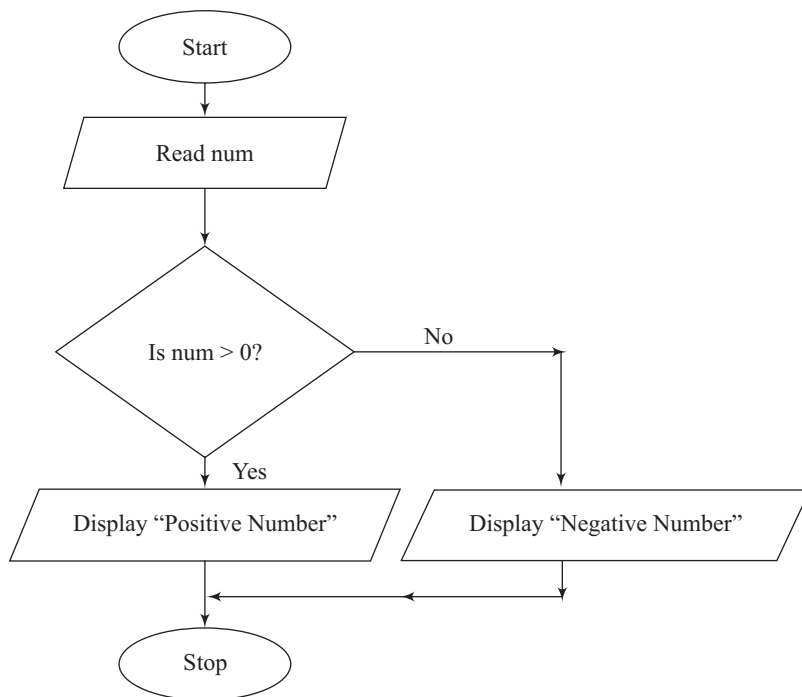 Start
Read num
Is num > 0?
No
Yes
Display “Positive Number”
Display “Negative Number”
Stop